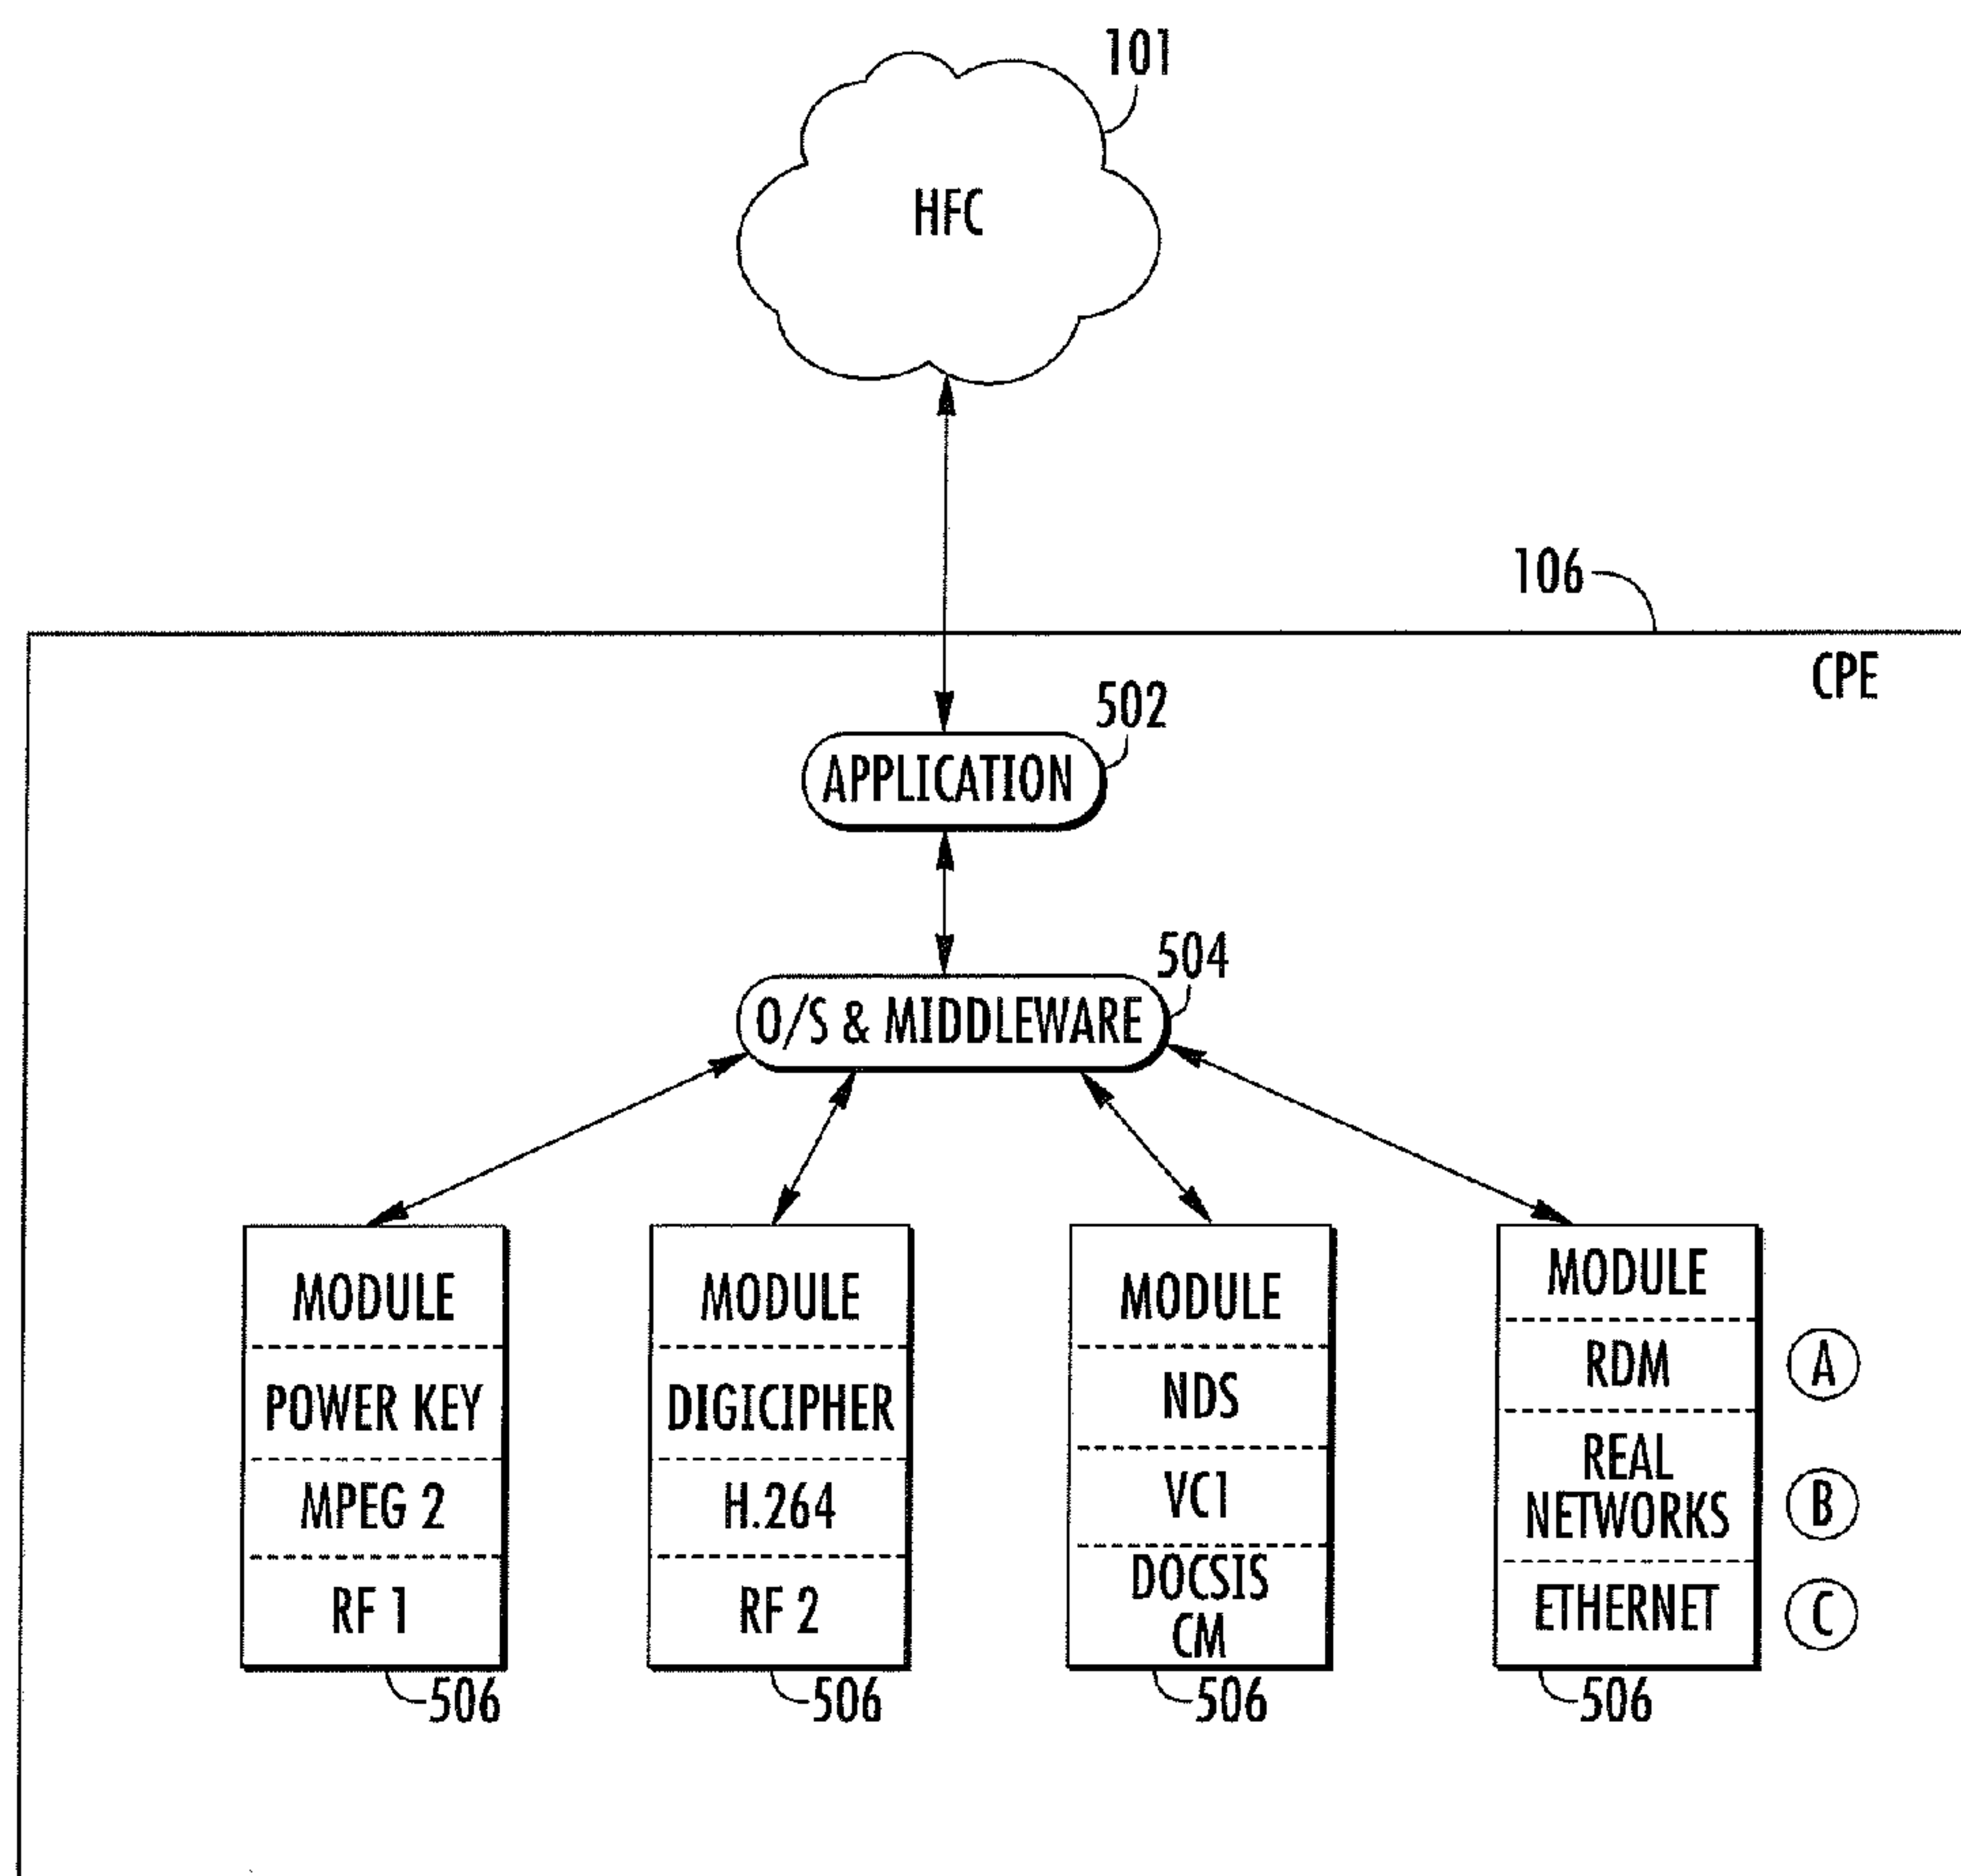 101
HFC
106
CPE
502
APPLICATION
504
O/S & MIDDLEWARE
MODULE
POWER KEY
MPEG 2
RF 1
506
MODULE
DIGICIPHER
H.264
RF 2
506
MODULE
NDS
VC1
DOCSIS
CM
506
MODULE
RDM
REAL
NETWORKS
ETHERNET
506
A
B
C